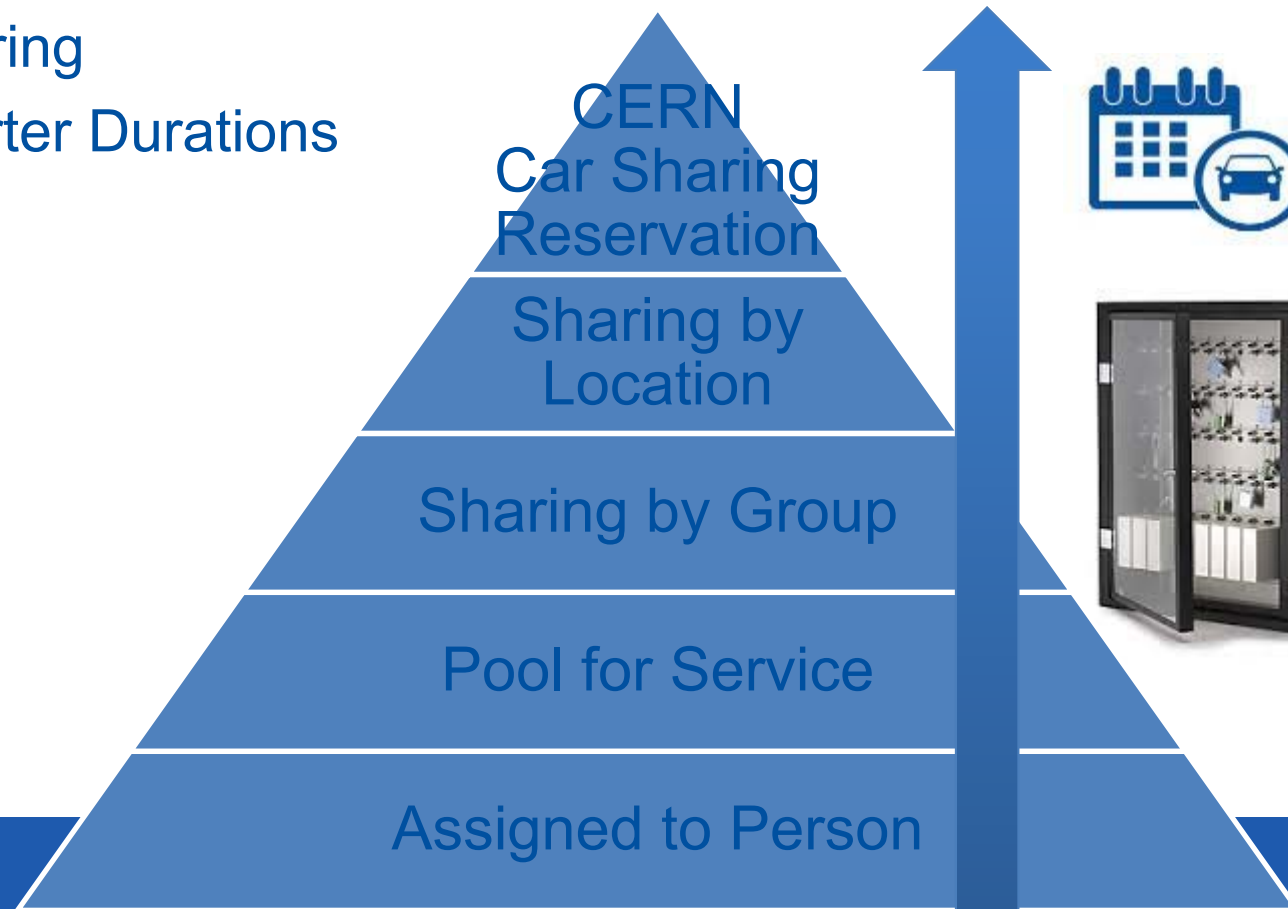 ring
rter Durations
CERN
Car Sharing
Reservation
Sharing by
Location
Sharing by Group
Pool for Service
Assigned to Person